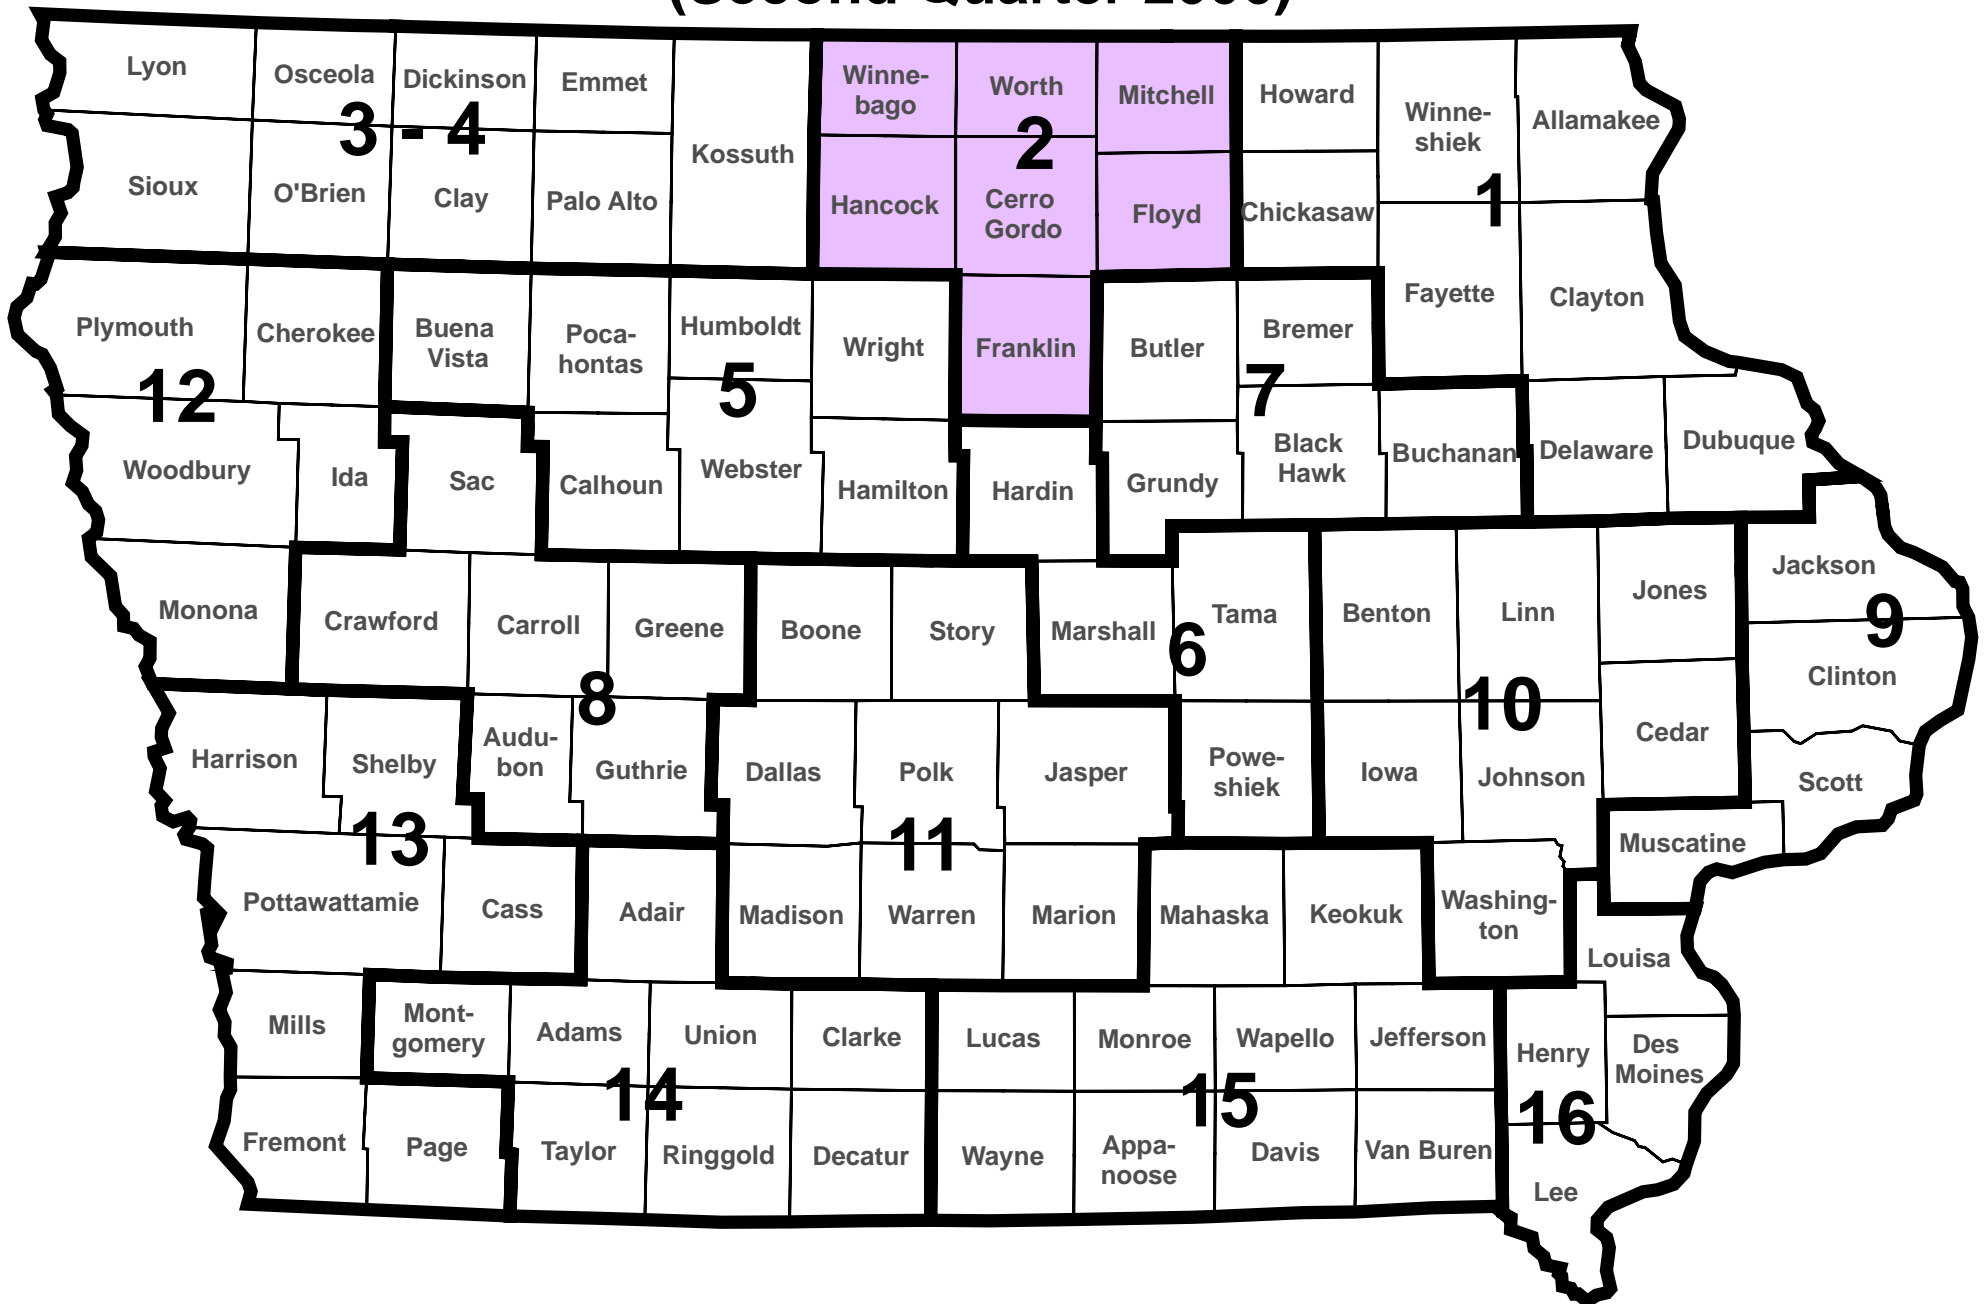 (Second Quarter
Lyon
Osceola
Dickinson
Emmet
Kossuth
Winne-
bago
Worth
Mitchell
Howard
Winne-
shiek
Allamakee
3 - 4
2
1
Sioux
O'Brien
Clay
Palo Alto
Hancock
Cerro
Gordo
Floyd
Chickasaw
Fayette
Clayton
Plymouth
Cherokee
Buena
Vista
Poca-
hontas
Humboldt
Wright
Franklin
Butler
Bremer
12
5
7
Woodbury
Ida
Sac
Calhoun
Webster
Hamilton
Hardin
Grundy
Black
Hawk
Buchanan
Delaware
Dubuque
Monona
Crawford
Carroll
Greene
Boone
Story
Marshall
Tama
Benton
Linn
Jones
Jackson
8
6
10
9
Clinton
Harrison
Shelby
Audu-
bon
Guthrie
Dallas
Polk
Jasper
Powe-
shiek
Iowa
Johnson
Cedar
Scott
13
11
Muscatine
Pottawattamie
Cass
Adair
Madison
Warren
Marion
Mahaska
Keokuk
Washing-
ton
Louisa
Mills
Mont-
gomery
Adams
Union
Clarke
Lucas
Monroe
Wapello
Jefferson
Henry
Des
Moines
14
15
16
Fremont
Page
Taylor
Ringgold
Decatur
Wayne
Appa-
noose
Davis
Van Buren
Lee